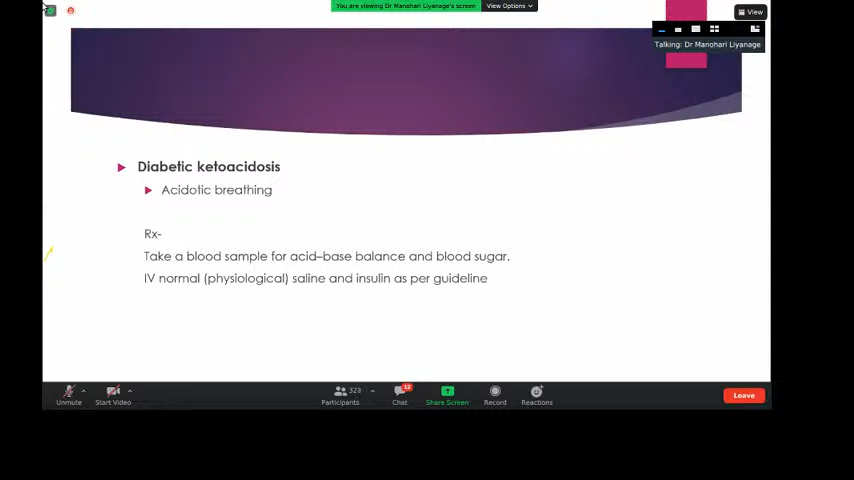 You are viewing Dr Manohari Liyanage's screen
View Options
View
Talking: Dr Manohari Liyanage
Diabetic ketoacidosis
Acidotic breathing
Rx-
Take a blood sample for acid–base balance and blood sugar.
IV normal (physiological) saline and insulin as per guideline
Unmute
Start Video
328
Participants
12
Chat
Share Screen
Record
Reactions
Leave